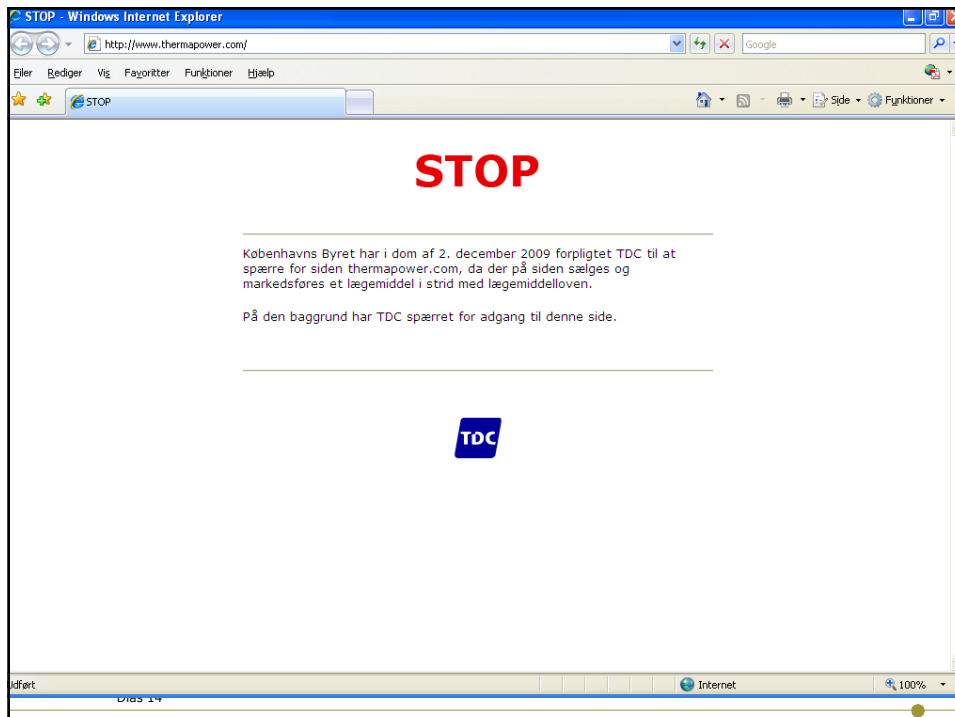 STOP - Windows Internet Explorer
http://www.thermapower.com/
Google
Filer Rediger Vis Favoritter Funktioner Hjælp
STOP
Side
Funktioner
STOP
Københavns Byret har i dom af 2. december 2009 forpligtet TDC til at
spærre for siden thermapower.com, da der på siden sælges og
markedsføres et lægemiddel i strid med lægemiddelloven.
På den baggrund har TDC spærret for adgang til denne side.
TDC
Udført
Internet
100%
Dias 14